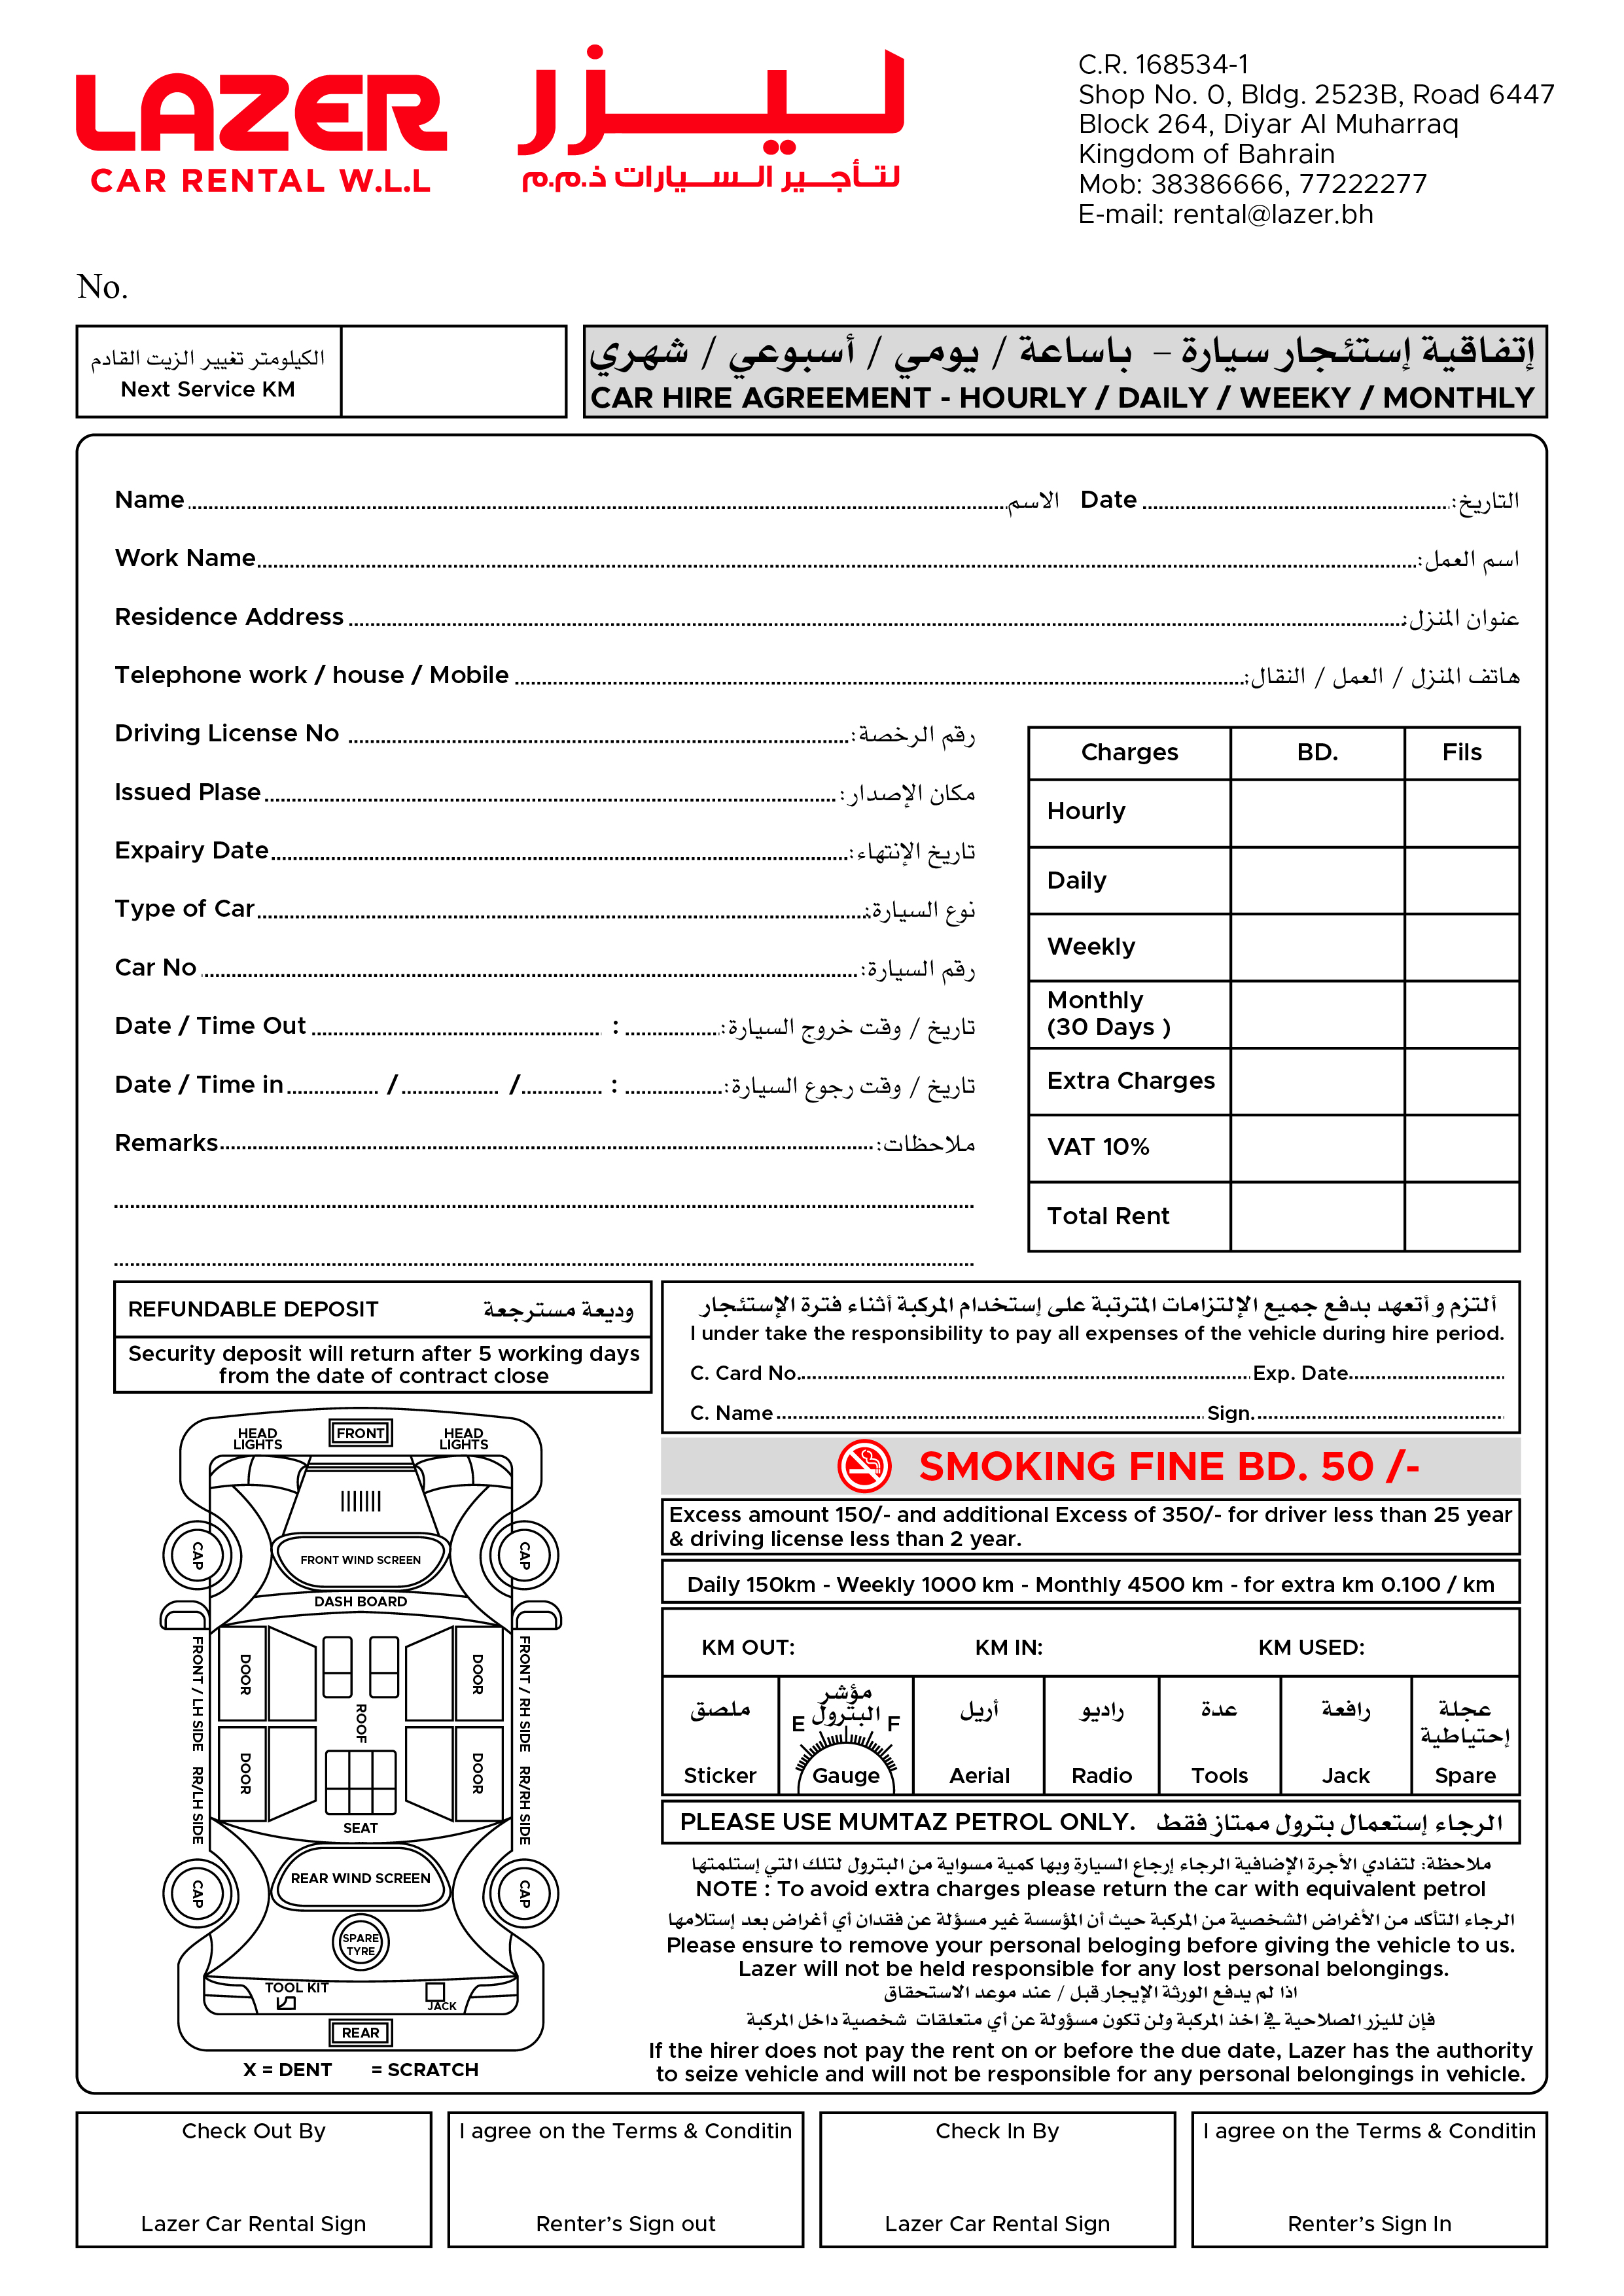 LAZER
CAR RENTAL W.L.L
ليزر
لتأجير السيارات ذ.م.م
C.R. 168534-1
Shop No. 0, Bldg. 2523B, Road 6447
Block 264, Diyar Al Muharraq
Kingdom of Bahrain
Mob: 38386666, 77222277
E-mail: rental@lazer.bh
No.
الكيلومتر تغيير الزيت القادم
Next Service KM
إتفاقية إستئجار سيارة – باساعة / يومي / أسبوعي / شهري
CAR HIRE AGREEMENT - HOURLY / DAILY / WEEKY / MONTHLY
Name الاسم Date التاريخ:
Work Name اسم العمل:
Residence Address عنوان المنزل:
Telephone work / house / Mobile هاتف المنزل / العمل / النقال:
Driving License No رقم الرخصة:
Issued Plase مكان الإصدار:
Expairy Date تاريخ الإنتهاء:
Type of Car نوع السيارة:
Car No رقم السيارة:
Date / Time Out : تاريخ / وقت خروج السيارة:
Date / Time in / / : تاريخ / وقت رجوع السيارة:
Remarks ملاحظات:
Charges BD. Fils
Hourly
Daily
Weekly
Monthly
(30 Days )
Extra Charges
VAT 10%
Total Rent
REFUNDABLE DEPOSIT وديعة مسترجعة
Security deposit will return after 5 working days
from the date of contract close
ألتزم و أتعهد بدفع جميع الإلتزامات المترتبة على إستخدام المركبة أثناء فترة الإستئجار
I under take the responsibility to pay all expenses of the vehicle during hire period.
C. Card No. Exp. Date
C. Name Sign.
HEAD
LIGHTS
FRONT
HEAD
LIGHTS
CAP
FRONT WIND SCREEN
CAP
DASH BOARD
FRONT / LH SIDE
RR/LH SIDE
DOOR
DOOR
ROOF
DOOR
DOOR
FRONT / RH SIDE
RR/RH SIDE
SEAT
CAP
REAR WIND SCREEN
CAP
SPARE
TYRE
TOOL KIT
JACK
REAR
X = DENT = SCRATCH
SMOKING FINE BD. 50 /-
Excess amount 150/- and additional Excess of 350/- for driver less than 25 year
& driving license less than 2 year.
Daily 150km - Weekly 1000 km - Monthly 4500 km - for extra km 0.100 / km
KM OUT: KM IN: KM USED:
ملصق
Sticker
مؤشر
البترول
E F
Gauge
أريل
Aerial
راديو
Radio
عدة
Tools
رافعة
Jack
عجلة
إحتياطية
Spare
PLEASE USE MUMTAZ PETROL ONLY. الرجاء إستعمال بترول ممتاز فقط
ملاحظة: لتفادي الأجرة الإضافية الرجاء إرجاع السيارة وبها كمية مسواية من البترول لتلك التي إستلمتها
NOTE : To avoid extra charges please return the car with equivalent petrol
الرجاء التأكد من الأغراض الشخصية من المركبة حيث أن المؤسسة غير مسؤلة عن فقدان أي أغراض بعد إستلامها
Please ensure to remove your personal beloging before giving the vehicle to us.
Lazer will not be held responsible for any lost personal belongings.
اذا لم يدفع الورثة الإيجار قبل / عند موعد الاستحقاق
فإن لليزر الصلاحية في اخذ المركبة ولن تكون مسؤولة عن أي متعلقات شخصية داخل المركبة
If the hirer does not pay the rent on or before the due date, Lazer has the authority
to seize vehicle and will not be responsible for any personal belongings in vehicle.
Check Out By
Lazer Car Rental Sign
I agree on the Terms & Conditin
Renter’s Sign out
Check In By
Lazer Car Rental Sign
I agree on the Terms & Conditin
Renter’s Sign In